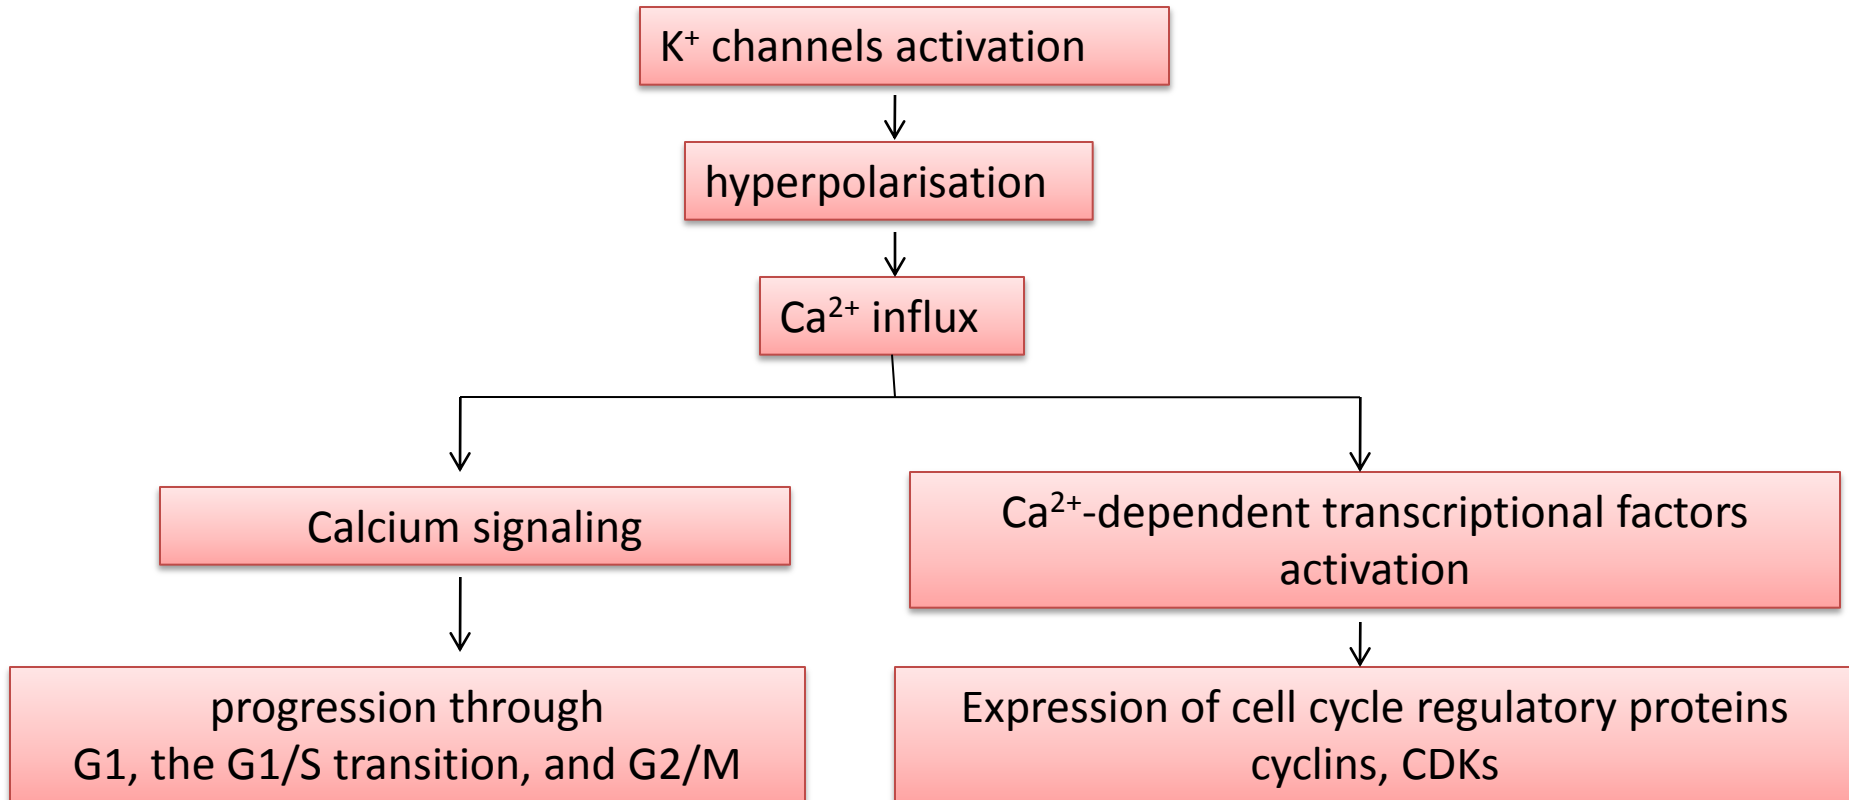 K⁺ channels activation
hyperpolarisation
Ca²⁺ influx
Calcium signaling
Ca²⁺-dependent transcriptional factors
activation
progression through
G1, the G1/S transition, and G2/M
Expression of cell cycle regulatory proteins
cyclins, CDKs